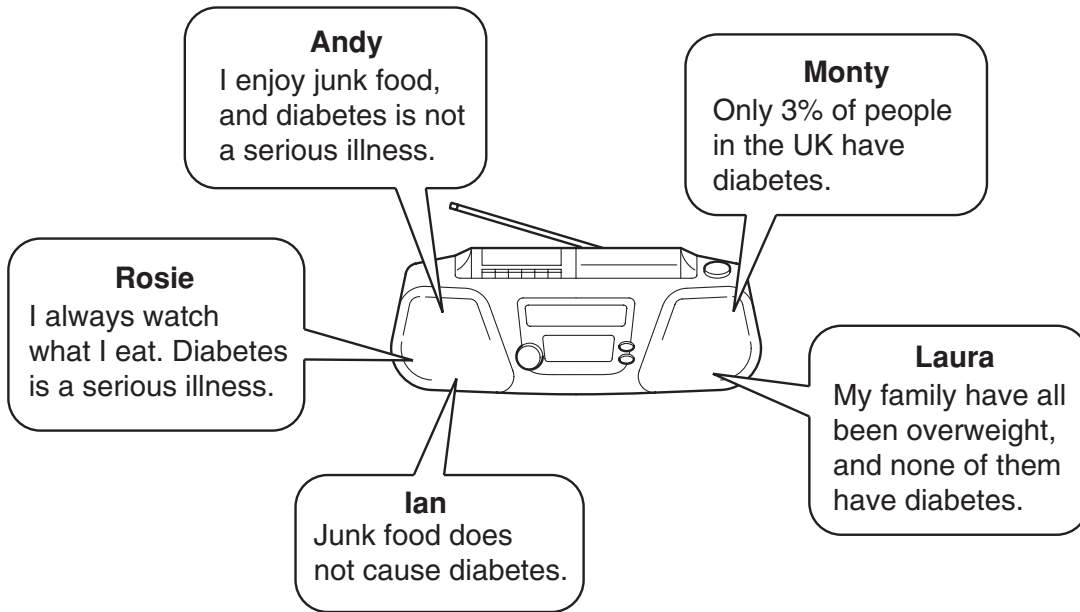 Andy
I enjoy junk food,
and diabetes is not
a serious illness.
Monty
Only 3% of people
in the UK have
diabetes.
Rosie
I always watch
what I eat. Diabetes
is a serious illness.
Laura
My family have all
been overweight,
and none of them
have diabetes.
Ian
Junk food does
not cause diabetes.